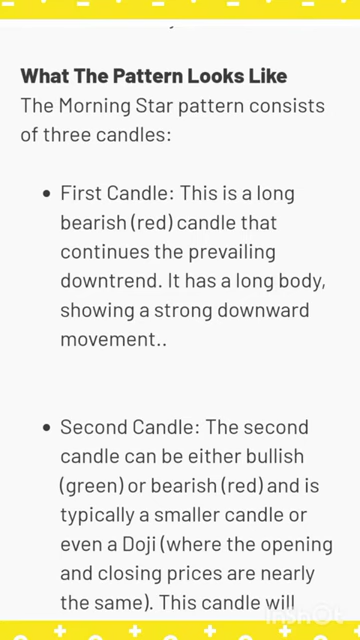 What The Pattern Looks Like
The Morning Star pattern consists
of three candles:
First Candle: This is a long
bearish (red) candle that
continues the prevailing
downtrend. It has a long body,
showing a strong downward
movement..
Second Candle: The second
candle can be either bullish
(green) or bearish (red) and is
typically a smaller candle or
even a Doji (where the opening
and closing prices are nearly
the same). This candle will